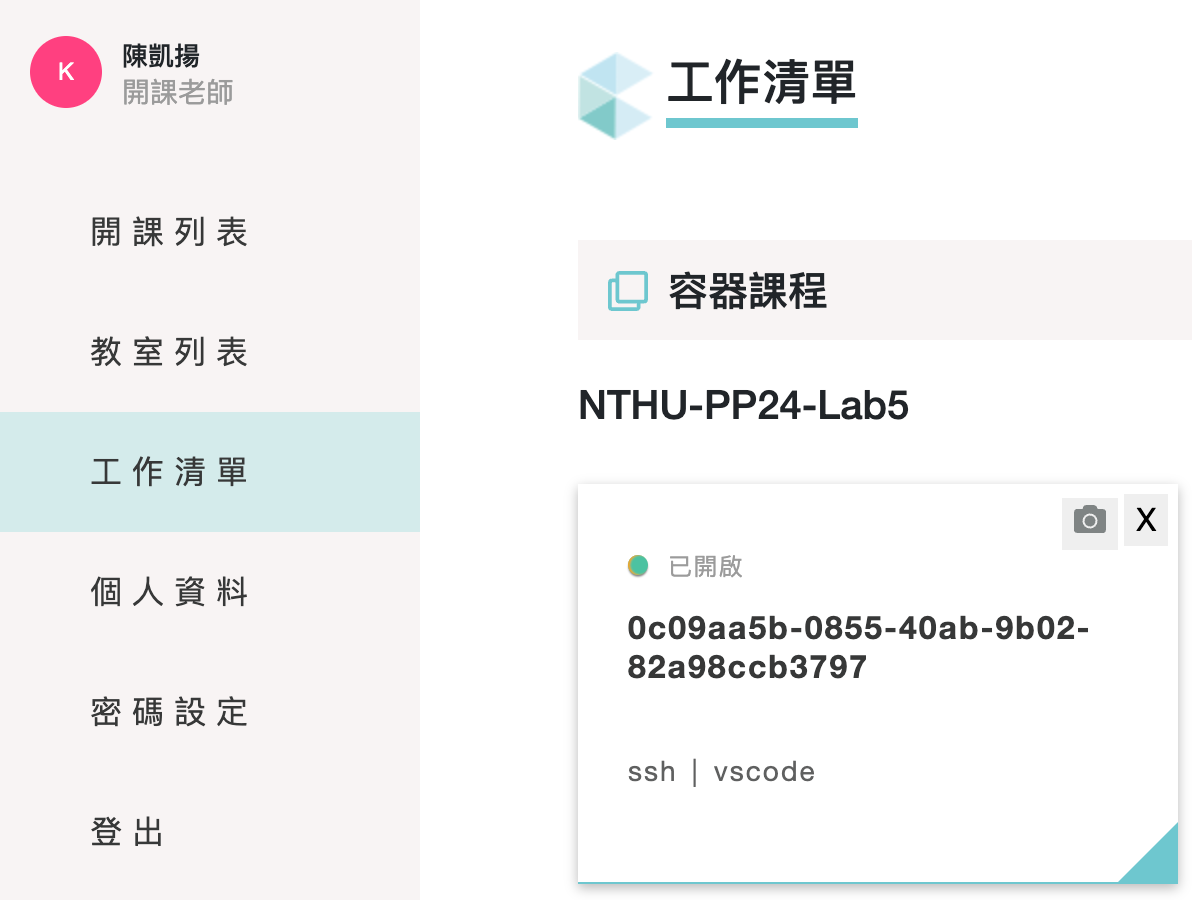 K
陳凱揚
開課老師
開課列表
教室列表
工作清單
個人資料
密碼設定
登出
工作清單
容器課程
NTHU-PP24-Lab5
X
已開啟
0c09aa5b-0855-40ab-9b02-
82a98ccb3797
ssh | vscode